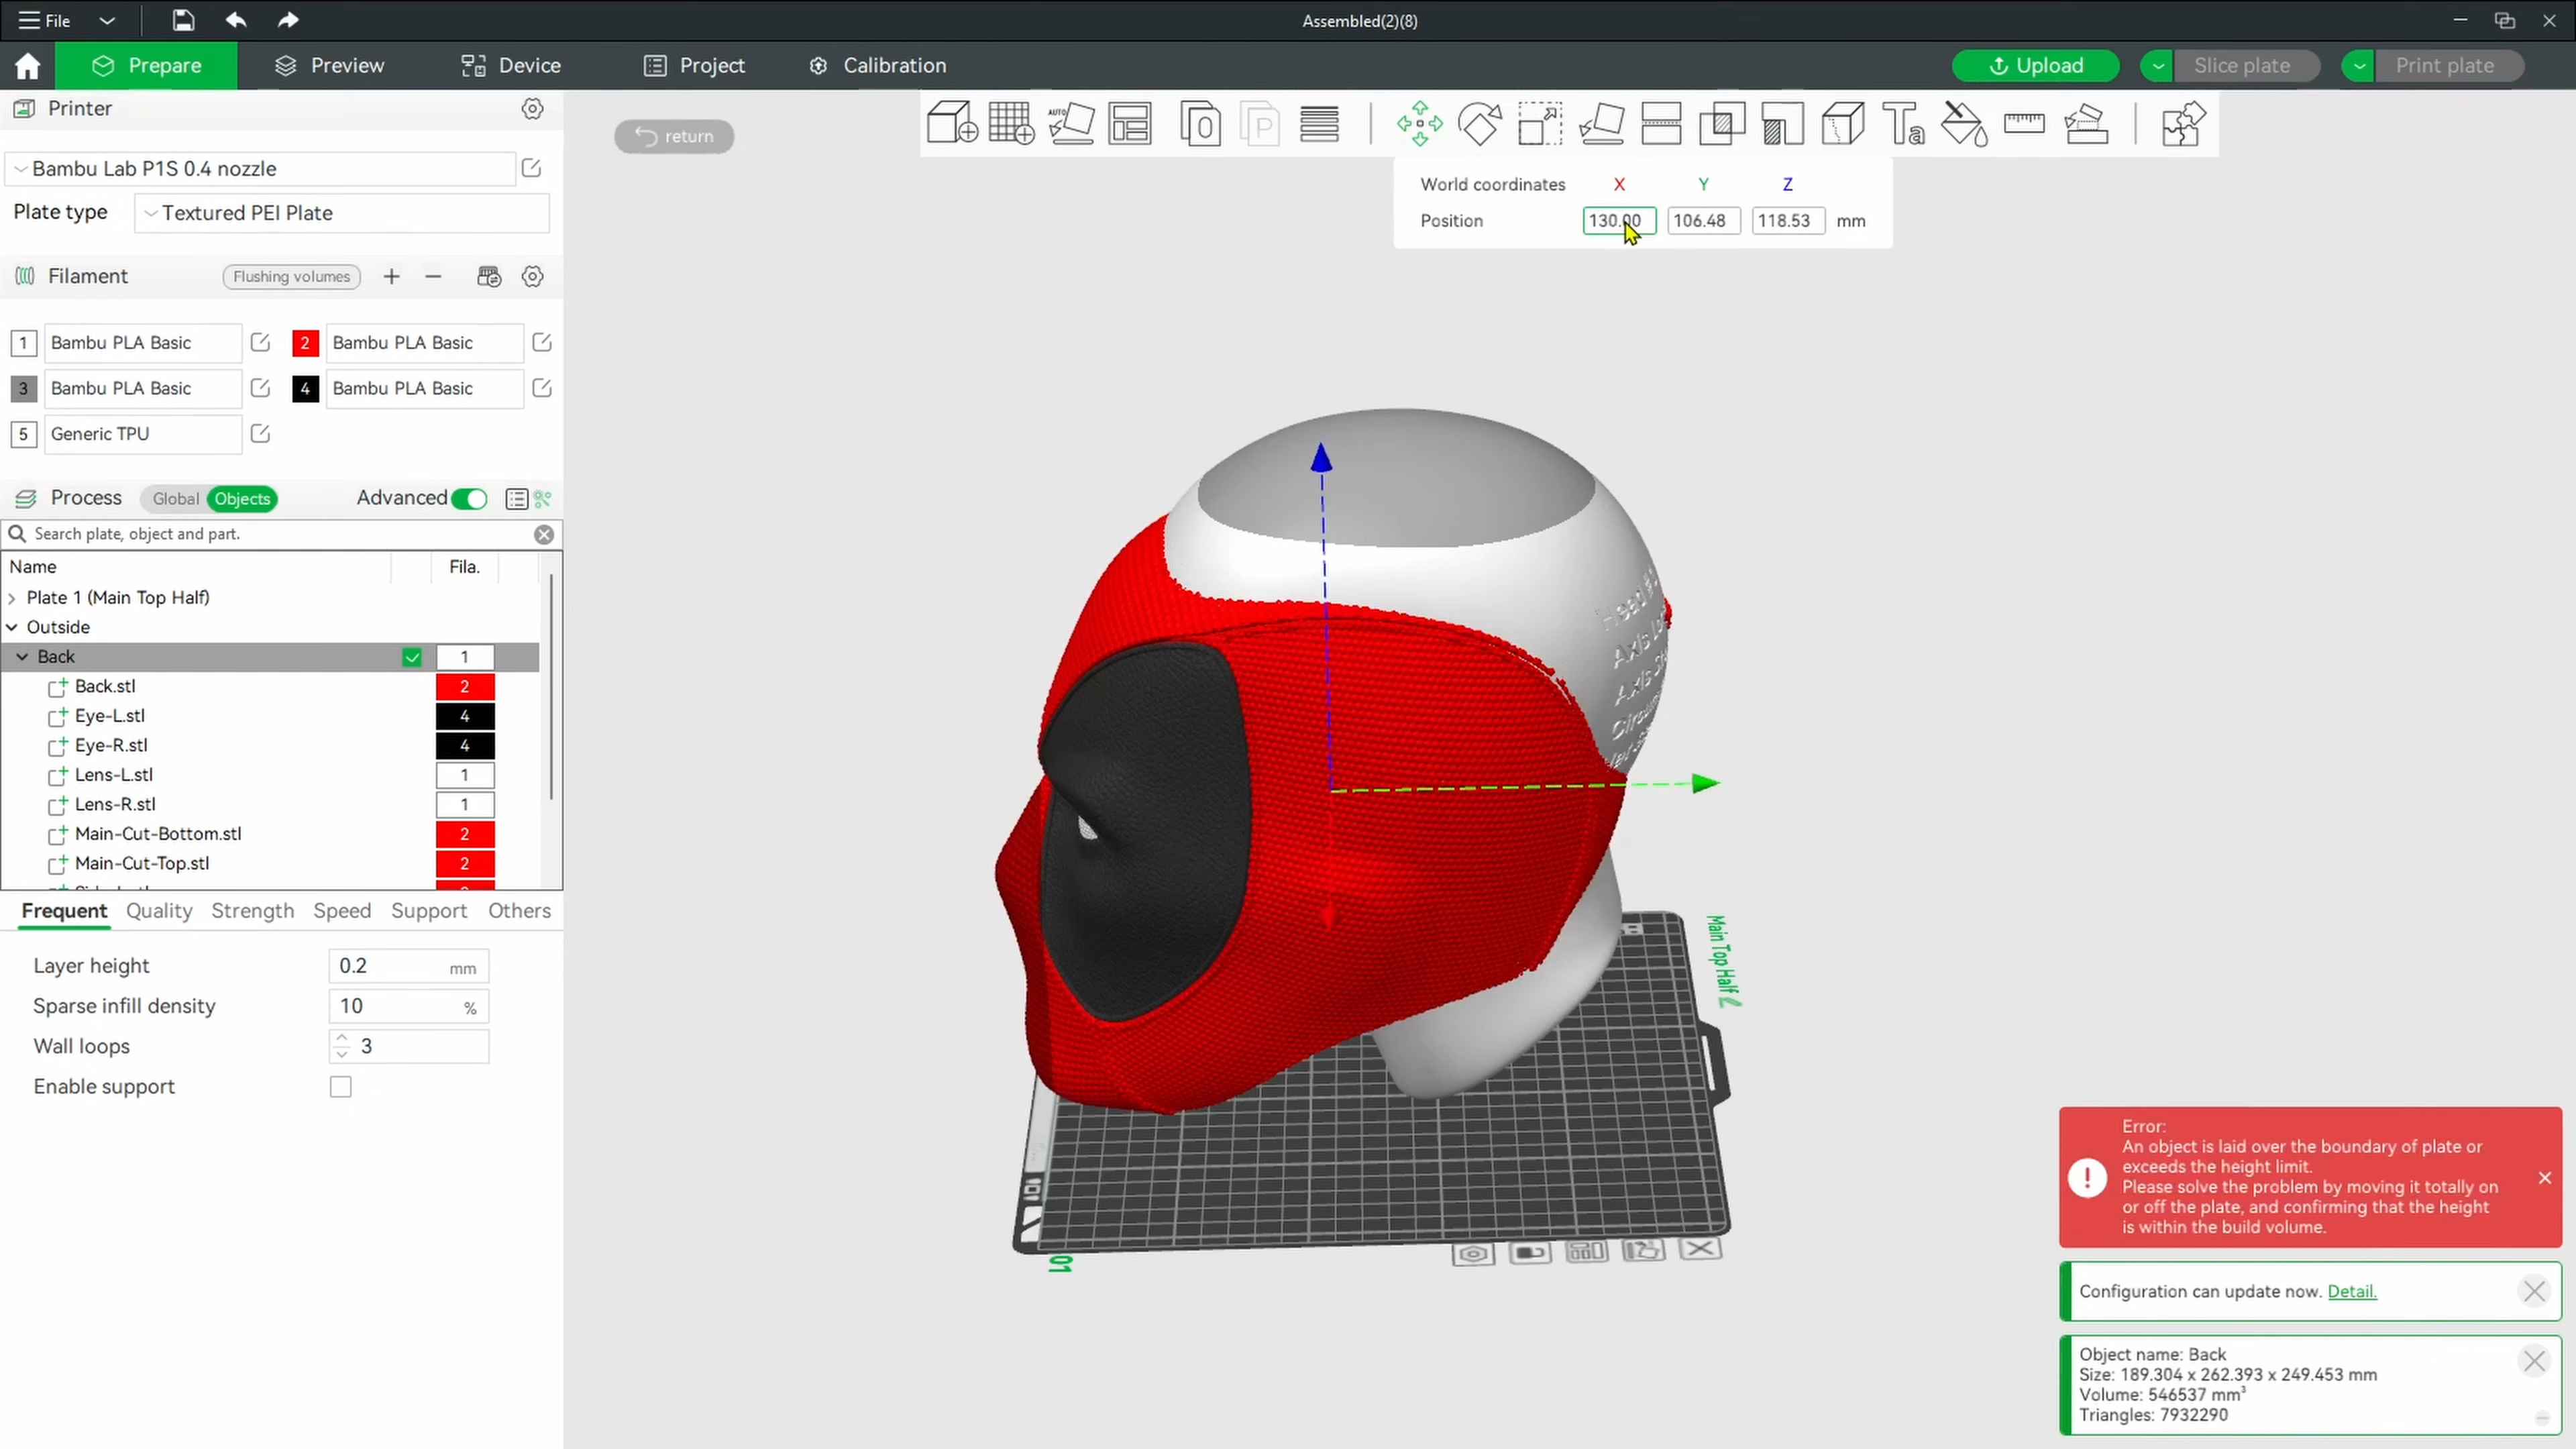 File
Assembled(2)(8)
Prepare
Preview
Device
Project
Calibration
Upload
Slice plate
Print plate
Printer
return
AUTO
World coordinates X Y Z
Position 130.00 106.48 118.53 mm
Bambu Lab P1S 0.4 nozzle
Plate type Textured PEI Plate
Filament Flushing volumes
1 Bambu PLA Basic 2 Bambu PLA Basic
3 Bambu PLA Basic 4 Bambu PLA Basic
5 Generic TPU
Process Global Objects Advanced
Search plate, object and part.
Name Fila.
Plate 1 (Main Top Half)
Outside
Back 1
Back.stl 2
Eye-L.stl 4
Eye-R.stl 4
Lens-L.stl 1
Lens-R.stl 1
Main-Cut-Bottom.stl 2
Main-Cut-Top.stl 2
Frequent Quality Strength Speed Support Others
Layer height 0.2 mm
Sparse infill density 10 %
Wall loops 3
Enable support
Main Top Half
01
Error:
An object is laid over the boundary of plate or
exceeds the height limit.
Please solve the problem by moving it totally on
or off the plate, and confirming that the height
is within the build volume.
Configuration can update now. Detail.
Object name: Back
Size: 189.304 x 262.393 x 249.453 mm
Volume: 546537 mm³
Triangles: 7932290